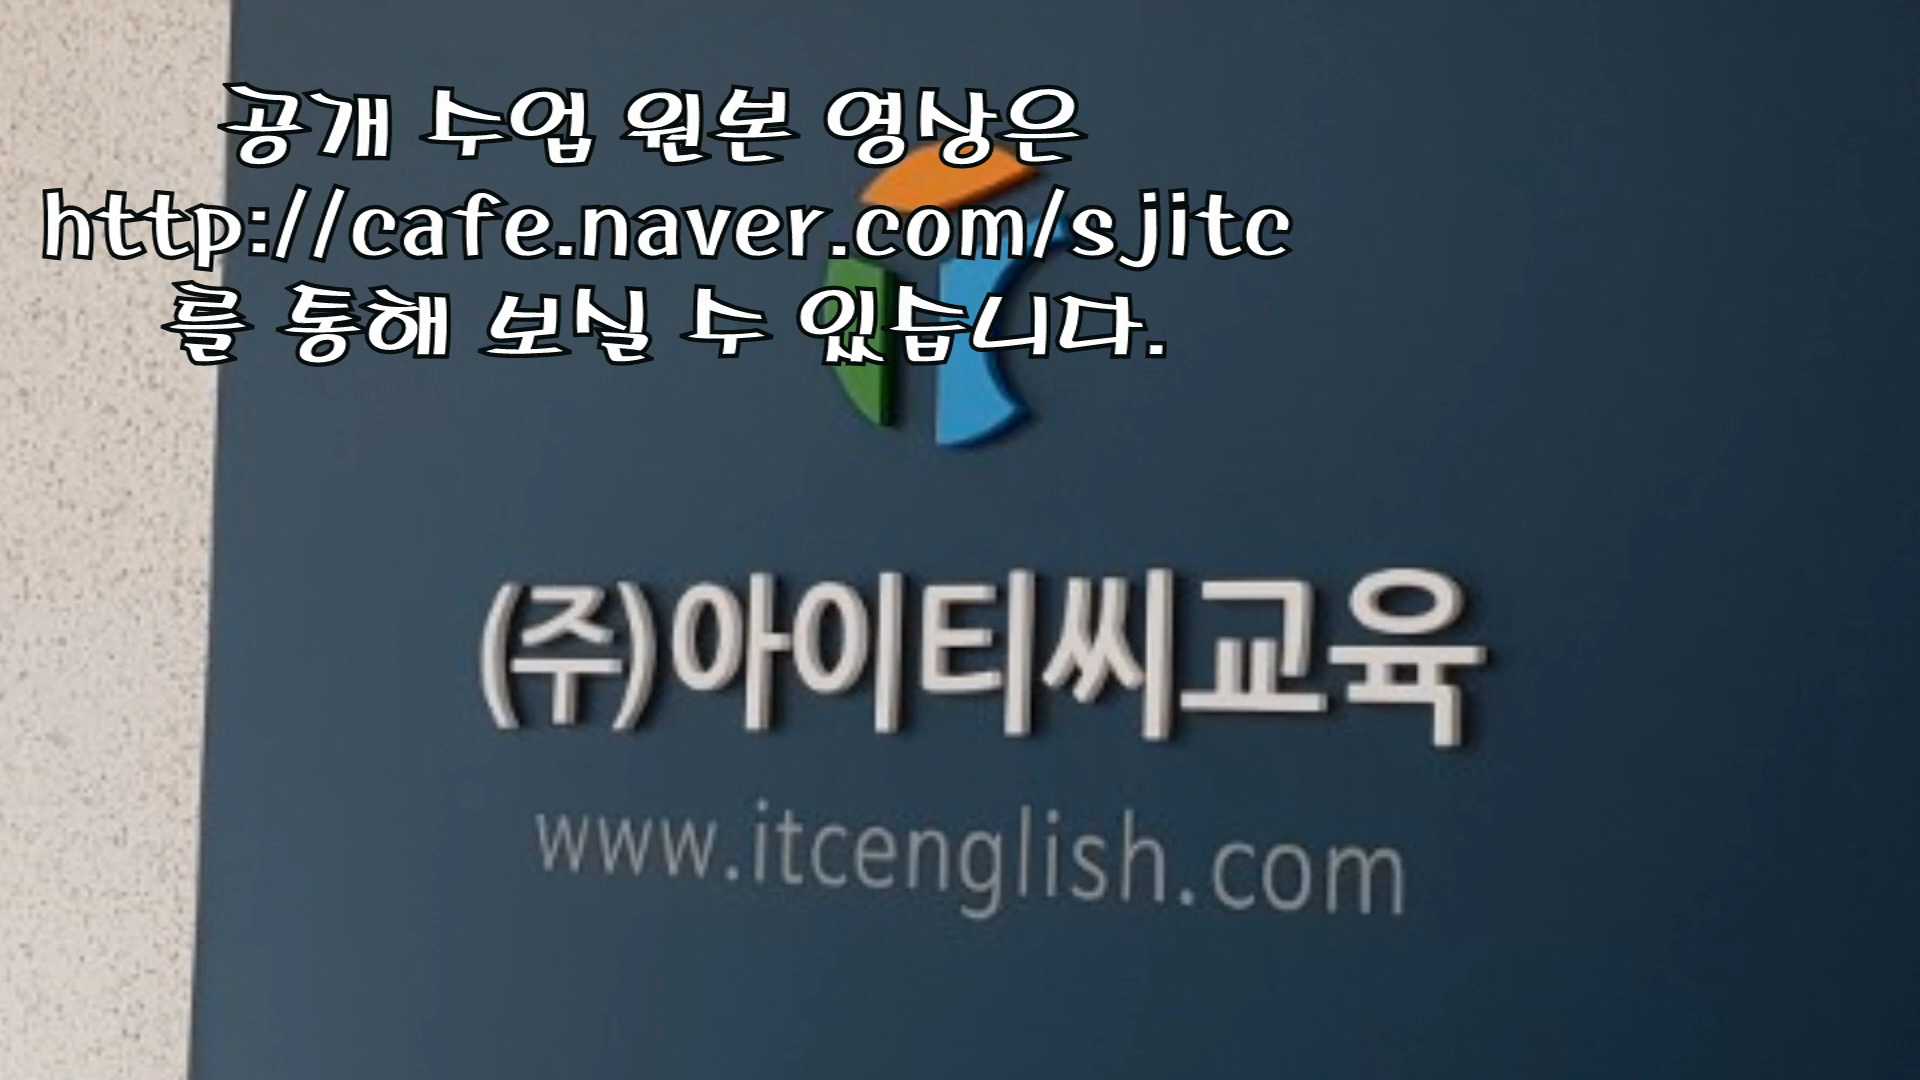 공개 수업 원본 영상은
http://cafe.naver.com/sjitc
를 통해 보실 수 있습니다.
(주)아이티씨교육
www.itcenglish.com